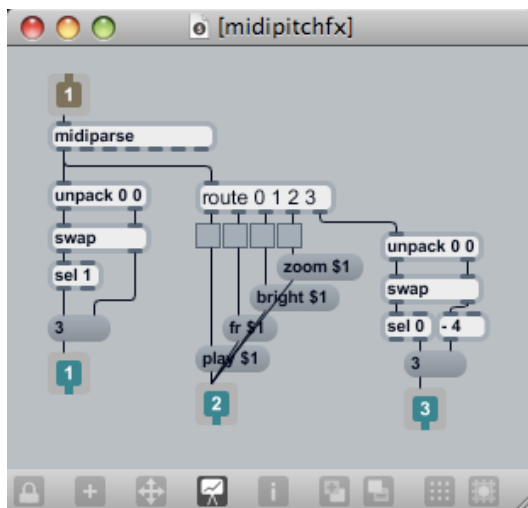 [midipitchfx]
1
midiparse
unpack 0 0
route 0 1 2 3
swap
unpack 0 0
sel 1
zoom $1
swap
bright $1
3
fr $1
sel 0
- 4
play $1
3
1
2
3